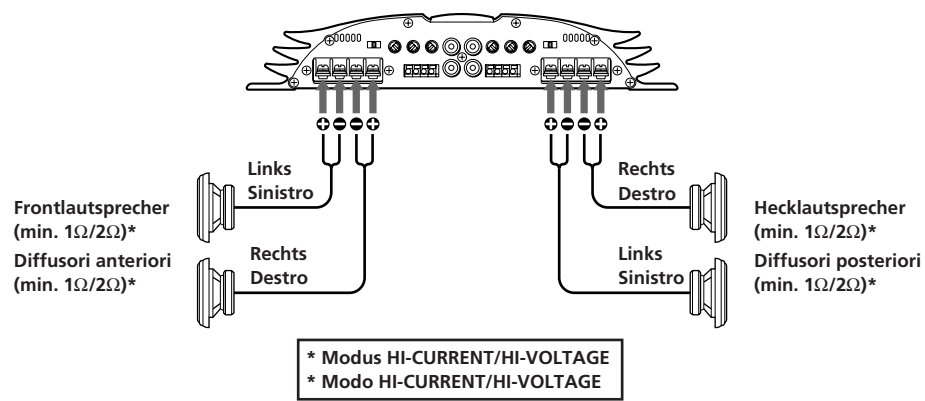 Links
Sinistro
Rechts
Destro
Frontlautsprecher
(min. 1Ω/2Ω)*
Diffusori anteriori
(min. 1Ω/2Ω)*
Rechts
Destro
Links
Sinistro
Hecklautsprecher
(min. 1Ω/2Ω)*
Diffusori posteriori
(min. 1Ω/2Ω)*
* Modus HI-CURRENT/HI-VOLTAGE
* Modo HI-CURRENT/HI-VOLTAGE